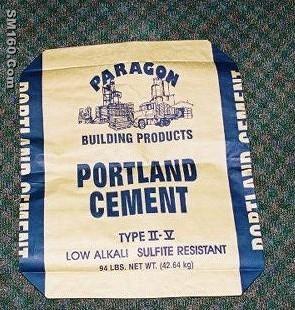 PARAGON
BUILDING PRODUCTS
PORTLAND
CEMENT
TYPE II-V
LOW ALKALI SULFITE RESISTANT
94 LBS. NET WT. (42.64 kg)
PORTLAND CEMENT
PORTLAND CEMENT
SM160.Com